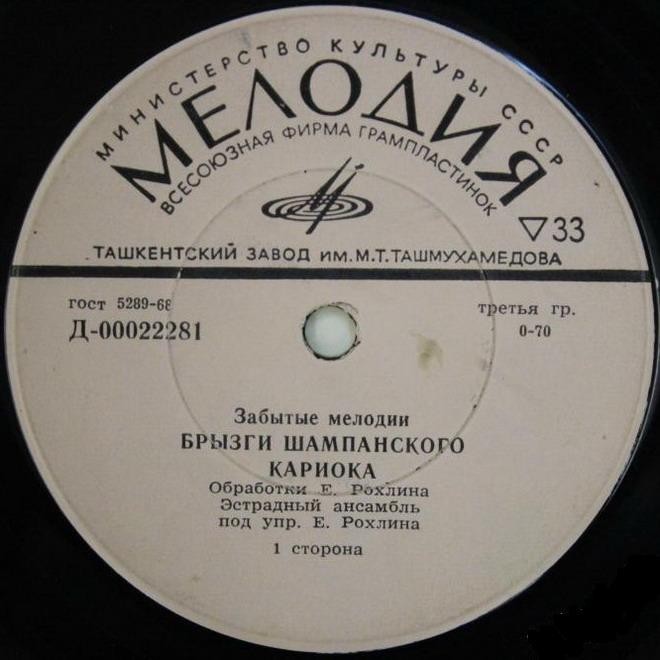 МИНИСТЕРСТВО КУЛЬТУРЫ СССР
МЕЛОДИЯ
ВСЕСОЮЗНАЯ ФИРМА ГРАМПЛАСТИНОК
▽33
ТАШКЕНТСКИЙ ЗАВОД ИМ.М.Т.ТАШМУХАМЕДОВА
гост 5289-68
третья гр.
Д-00022281
0-70
Забытые мелодии
БРЫЗГИ ШАМПАНСКОГО
КАРИОКА
Обработки Е. Рохлина
Эстрадный ансамбль
под упр. Е. Рохлина
1 сторона